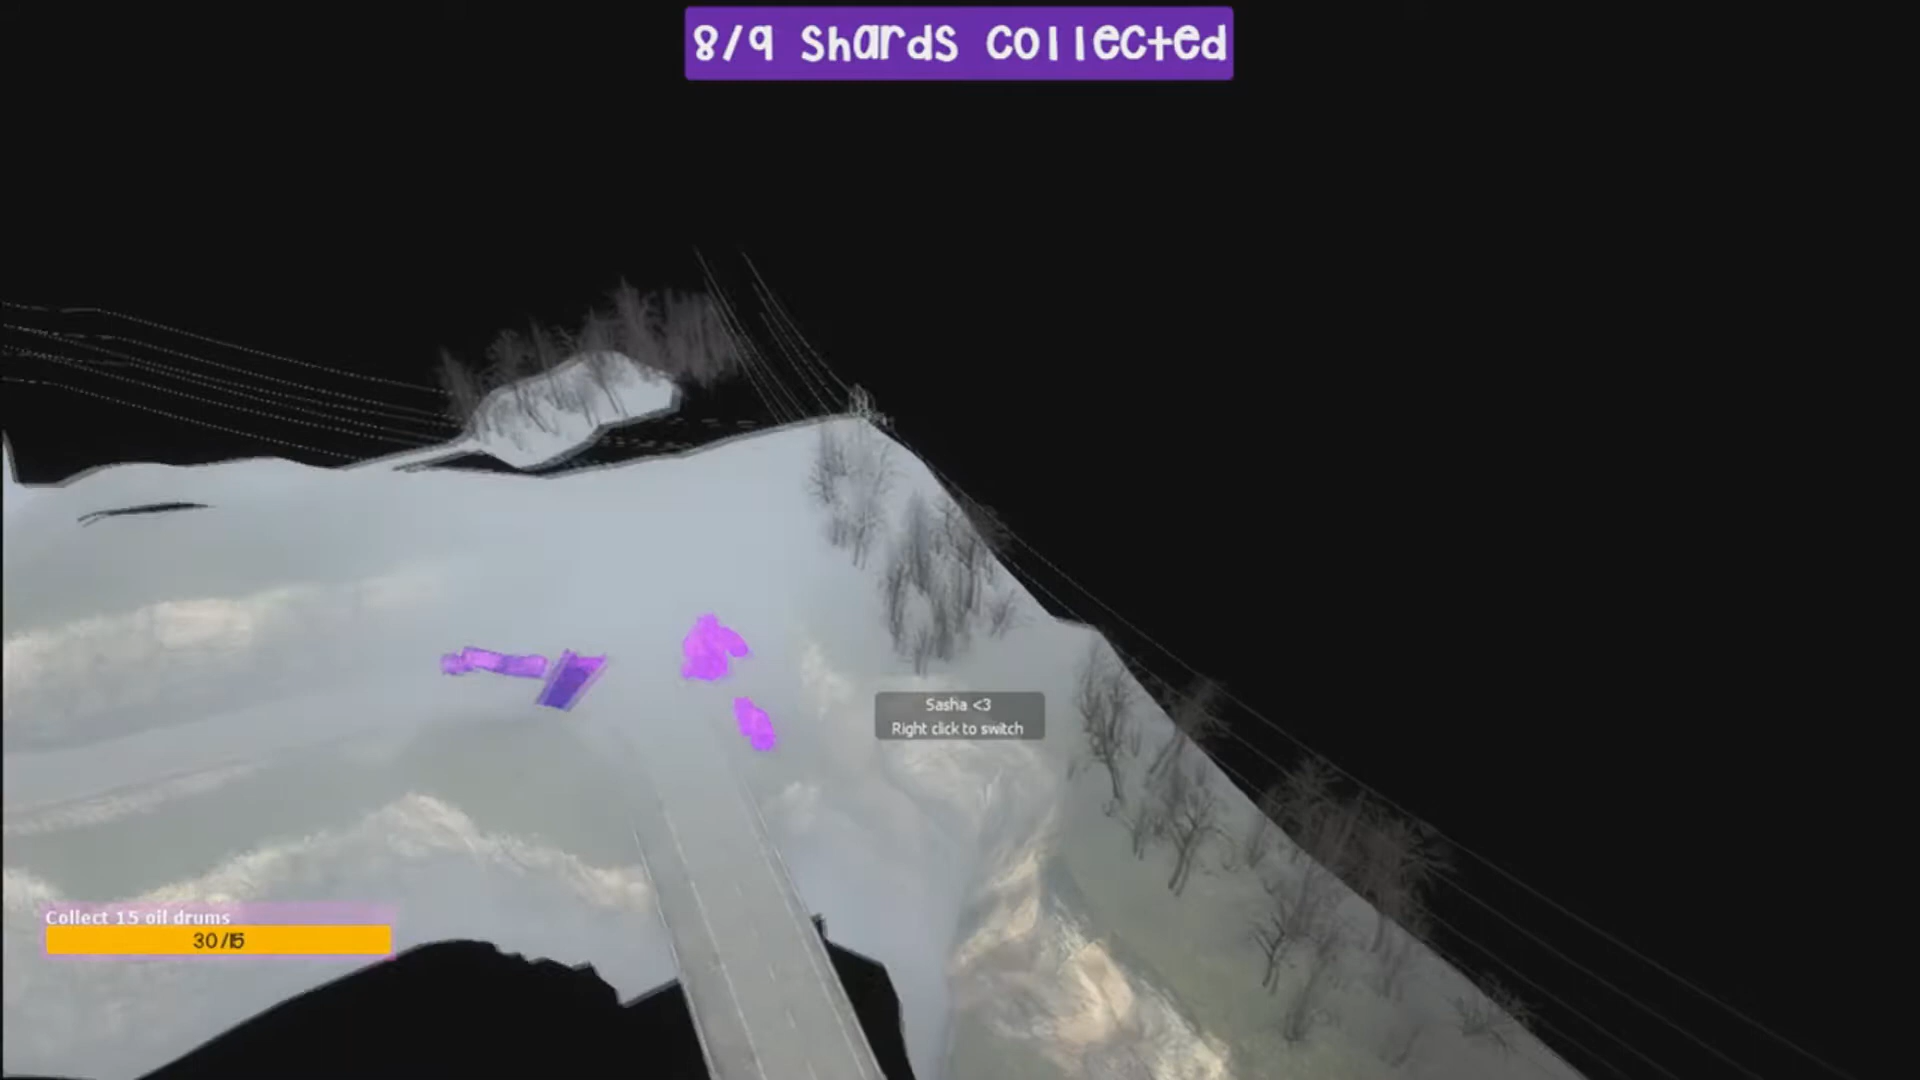 8/9 Shards Collected
Sasha <3
Right click to switch
Collect 15 oil drums
30/15